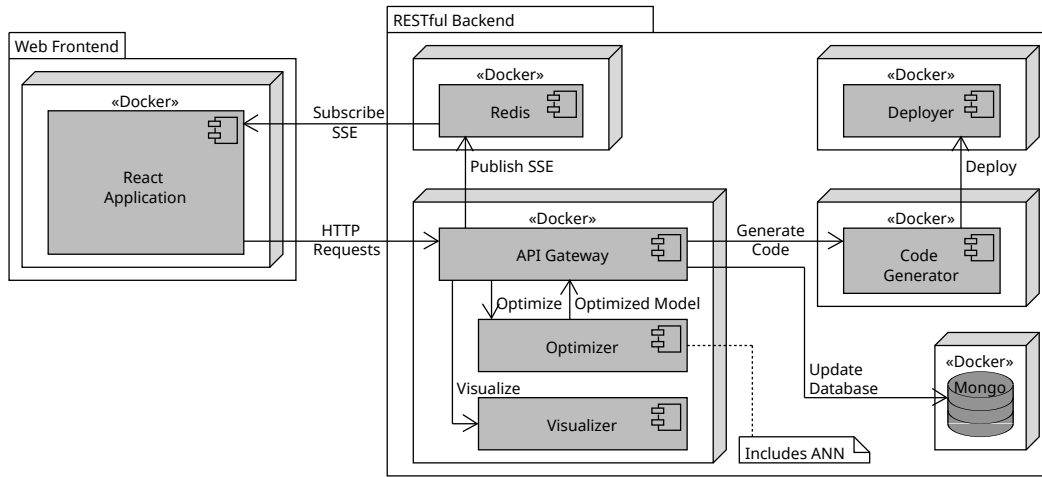 RESTful Backend
Web Frontend
«Docker»
React
Application
Subscribe
SSE
HTTP
Requests
«Docker»
Redis
Publish SSE
«Docker»
Deployer
Deploy
«Docker»
API Gateway
Generate
Code
«Docker»
Code
Generator
Optimize
Optimized Model
Optimizer
Visualize
Visualizer
Includes ANN
Update
Database
«Docker»
Mongo